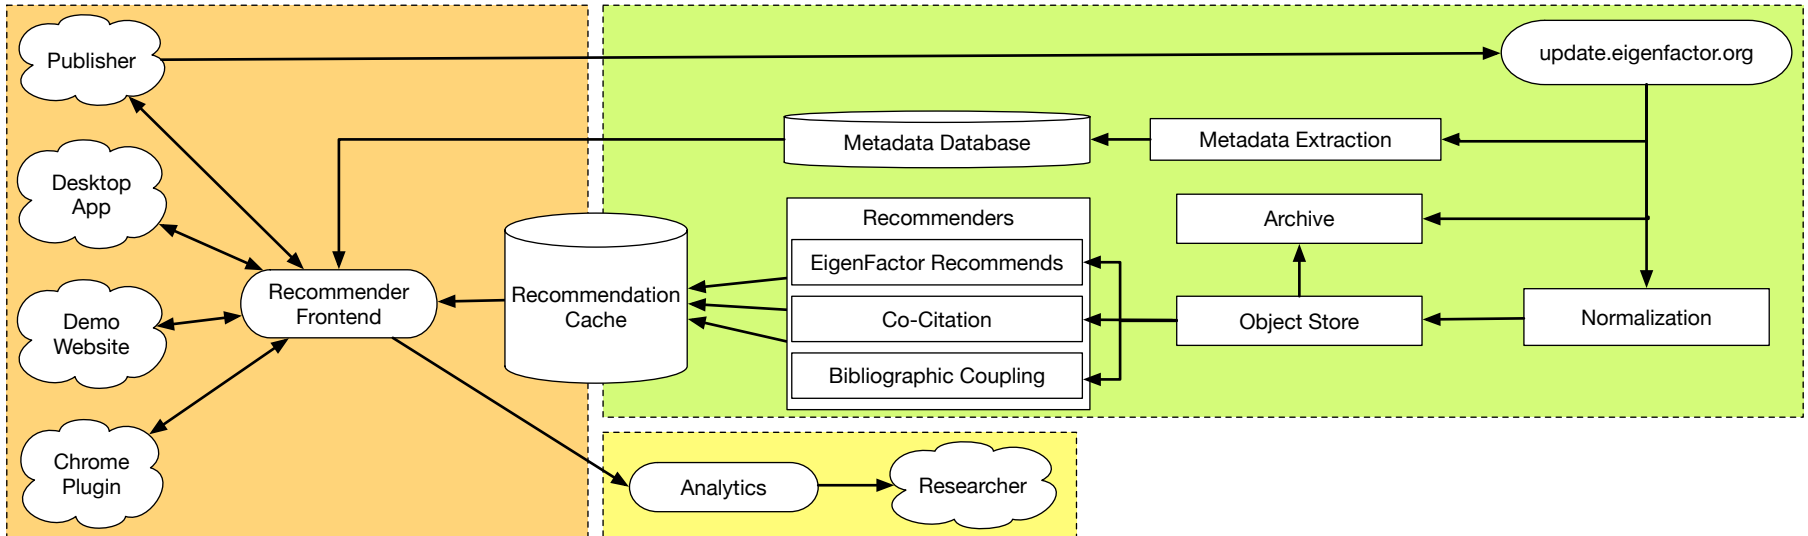 Publisher
update.eigenfactor.org
Metadata Database
Metadata Extraction
Desktop
App
Recommenders
Archive
EigenFactor Recommends
Recommender
Frontend
Recommendation
Cache
Co-Citation
Object Store
Normalization
Demo
Website
Bibliographic Coupling
Chrome
Plugin
Analytics
Researcher